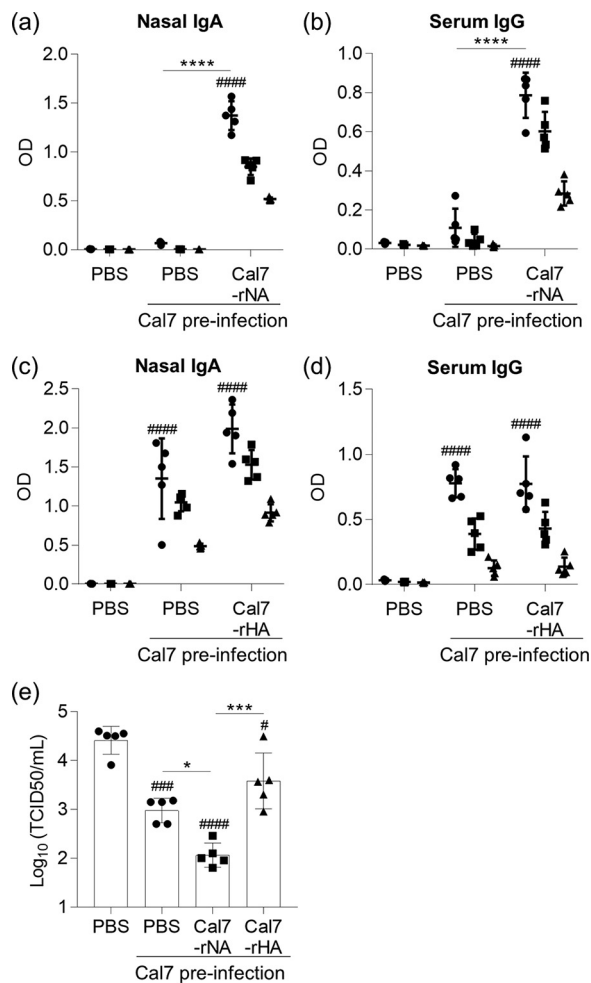 (a)
Nasal IgA
OD
2.0
1.5
1.0
0.5
0.0
****
####
PBS
PBS
Cal7
-rNA
Cal7 pre-infection
(b)
Serum IgG
OD
1.0
0.8
0.6
0.4
0.2
0.0
****
####
PBS
PBS
Cal7
-rNA
Cal7 pre-infection
(c)
Nasal IgA
OD
2.5
2.0
1.5
1.0
0.5
0.0
####
####
PBS
PBS
Cal7
-rHA
Cal7 pre-infection
(d)
Serum IgG
OD
1.5
1.0
0.5
0.0
####
####
PBS
PBS
Cal7
-rHA
Cal7 pre-infection
(e)
Log10 (TCID50/mL)
5
4
3
2
1
***
#
*
###
####
PBS
PBS
Cal7
-rNA
Cal7
-rHA
Cal7 pre-infection